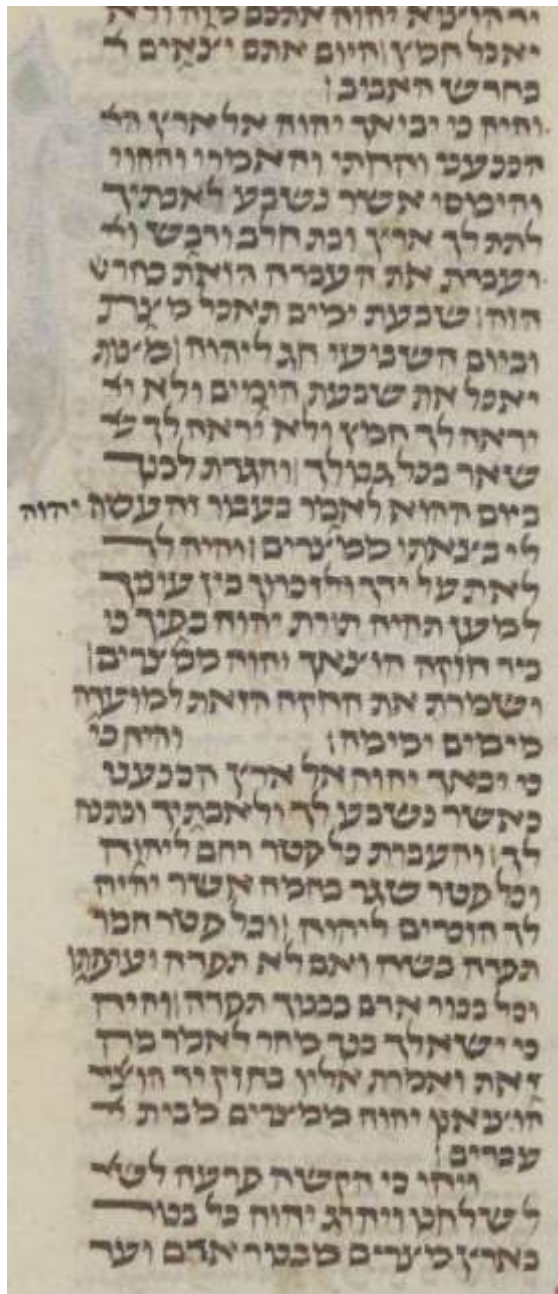 יד הוציא יהוה אתכם מזה ולא
יאכל חמץ היום אתם יוצאים
בחדש האביב
והיה כי יביאך יהוה אל ארץ
הכנעני והחתי והאמרי והחוי
והיבוסי אשר נשבע לאבתיך
לתת לך ארץ זבת חלב ודבש
ועבדת את העבדה הזאת בחדש
הזה שבעת ימים תאכל מצת
וביום השביעי חג ליהוה מצות
יאכל את שבעת הימים ולא
יראה לך חמץ ולא יראה לך
שאר בכל גבולך והגדת לבנך
ביום ההוא לאמר בעבור זה עשה יהוה
לי בצאתי ממצרים והיה לך
לאת על ידך ולזכרון בין עיניך
למען תהיה תורת יהוה בפיך כי
ביד חזקה הוצאך יהוה ממצרים
ושמרת את החקה הזאת למועדה
מימים ימימה והיה כי
כי יבאך יהוה אל ארץ הכנעני
כאשר נשבע לך ולאבתיך ונתנה
לך והעברת כל פטר רחם ליהוה
וכל פטר שגר בהמה אשר יהיה
לך הזכרים ליהוה וכל פטר חמר
תפדה בשה ואם לא תפדה וערפתו
וכל בכור אדם בבניך תפדה והיה
כי ישאלך בנך מחר לאמר מה
זאת ואמרת אליו בחזק יד
הוציאנו יהוה ממצרים מבית
עבדים
ויהי כי הקשה פרעה
לשלחנו ויהרג יהוה כל בכור
בארץ מצרים מבכור אדם ועד